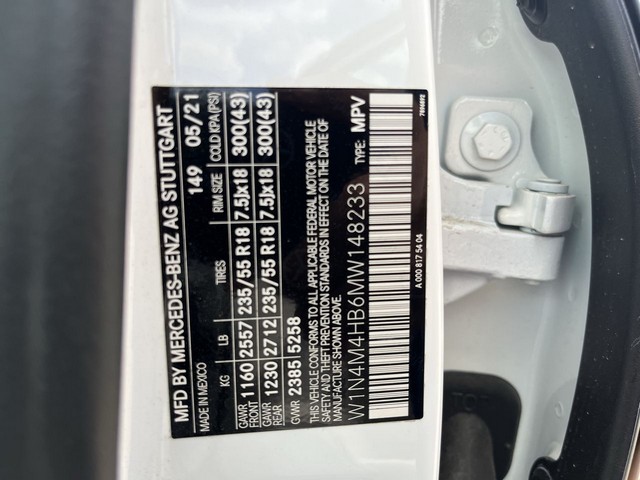 MFD BY MERCEDES-BENZ AG STUTTGART
MADE IN MEXICO 149 05/21
KG LB TMW RIM SIZE COLD KPA(PSI)
GAWR FRONT 1160 2557 235/55 R18 7.5Jx18 300(43)
GAWR REAR 1230 2712 235/55 R18 7.5Jx18 300(43)
GVWR 2385 5258
THIS VEHICLE CONFORMS TO ALL APPLICABLE FEDERAL MOTOR VEHICLE
SAFETY AND THEFT PREVENTION STANDARDS IN EFFECT ON THE DATE OF
MANUFACTURE SHOWN ABOVE.
W1N4M4HB6MW148233 TYPE: MPV
A 000 817 54 04